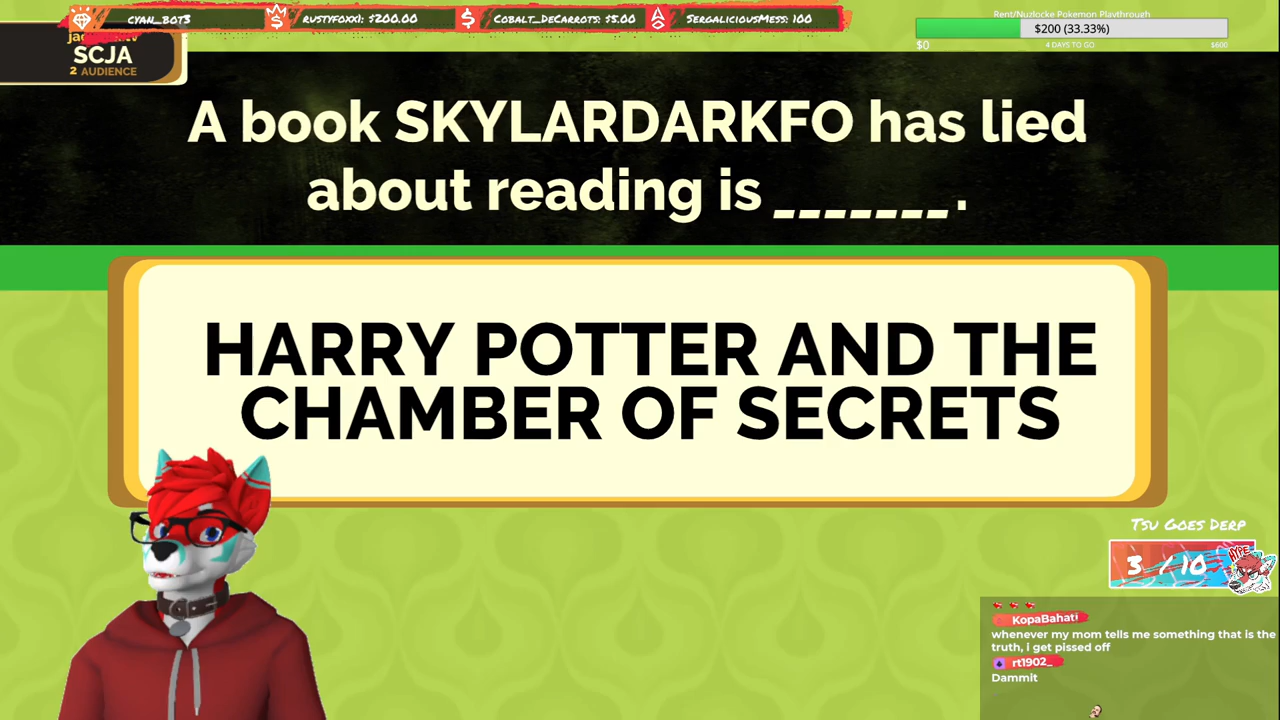 CYAN_BOT3
RUSTYFOXXI: $200.00
COBALT_DECARROTS: $5.00
SERGALICIOUSMESS: 100
Rent/Nuzlocke Pokemon Playthrough
$200 (33.33%)
$0
4 DAYS TO GO
$600
SCJA
2 AUDIENCE
A book SKYLARDARKFO has lied
about reading is _______.
HARRY POTTER AND THE
CHAMBER OF SECRETS
TSU GOES DERP
3 / 10
HYPE
KopaBahati
whenever my mom tells me something that is the
truth, i get pissed off
rt1902_
Dammit